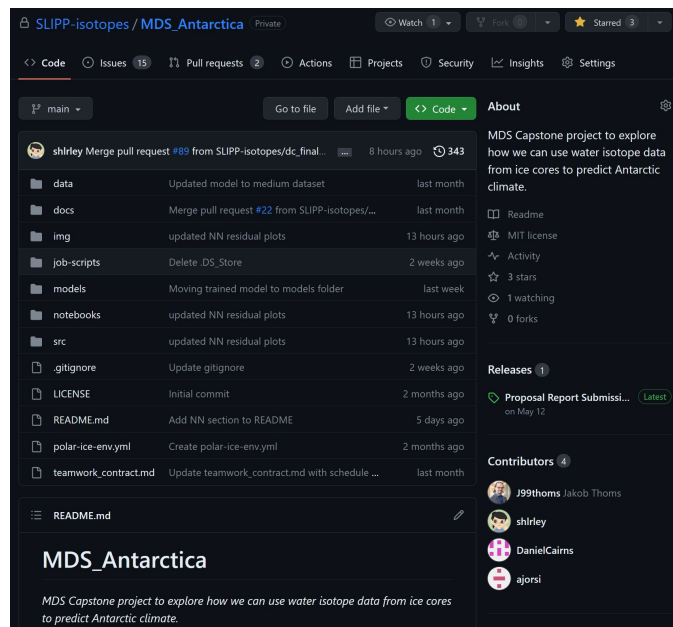 SLIPP-isotopes / MDS_Antarctica Private
Watch 1
Fork 0
Starred 3
Code
Issues 15
Pull requests 2
Actions
Projects
Security
Insights
Settings
main
Go to file
Add file
Code
shlrley Merge pull request #89 from SLIPP-isotopes/dc_final... ... 8 hours ago 343
data Updated model to medium dataset last month
docs Merge pull request #22 from SLIPP-isotopes/... last month
img updated NN residual plots 13 hours ago
job-scripts Delete .DS_Store 2 weeks ago
models Moving trained model to models folder last week
notebooks updated NN residual plots 13 hours ago
src updated NN residual plots 13 hours ago
.gitignore Update gitignore 2 weeks ago
LICENSE Initial commit 2 months ago
README.md Add NN section to README 5 days ago
polar-ice-env.yml Create polar-ice-env.yml 2 months ago
teamwork_contract.md Update teamwork_contract.md with schedule ... last month
README.md
MDS_Antarctica
MDS Capstone project to explore how we can use water isotope data from ice cores
to predict Antarctic climate.
About
MDS Capstone project to explore
how we can use water isotope data
from ice cores to predict Antarctic
climate.
Readme
MIT license
Activity
3 stars
1 watching
0 forks
Releases 1
Proposal Report Submissi... Latest
on May 12
Contributors 4
J99thoms Jakob Thoms
shlrley
DanielCairns
ajorsi